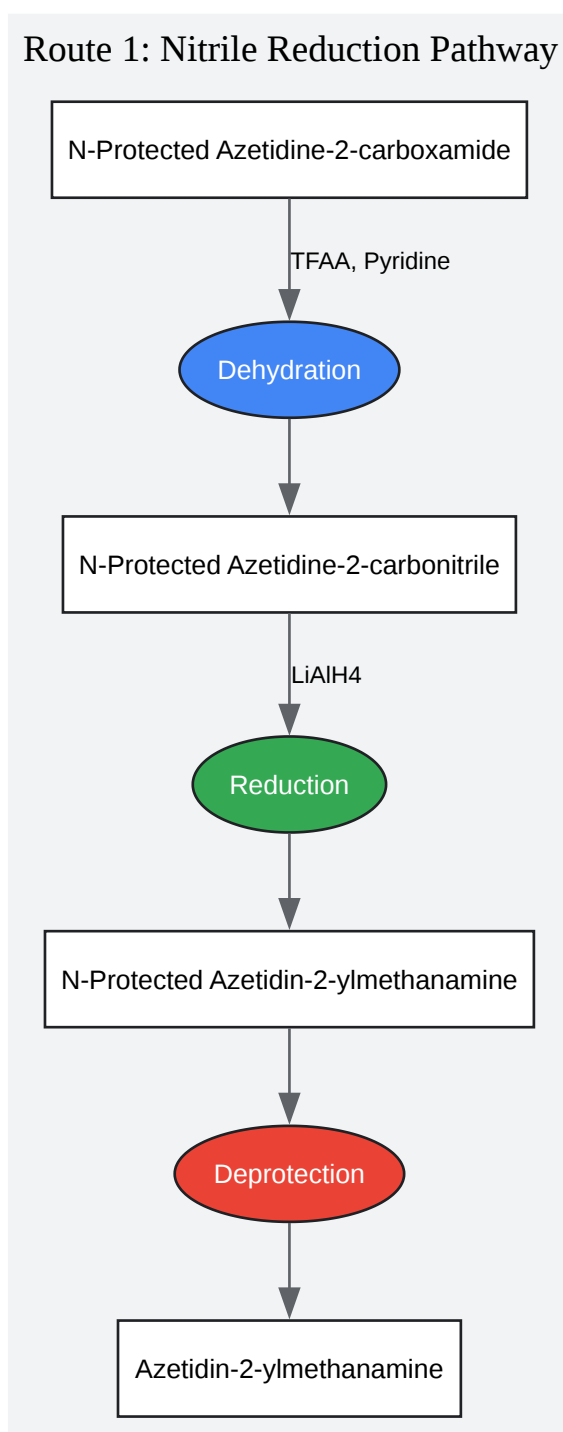 Route 1: Nitrile Reduction Pathway
N-Protected Azetidine-2-carboxamide
TFAA, Pyridine
Dehydration
N-Protected Azetidine-2-carbonitrile
LiAlH4
Reduction
N-Protected Azetidin-2-ylmethanamine
Deprotection
Azetidin-2-ylmethanamine